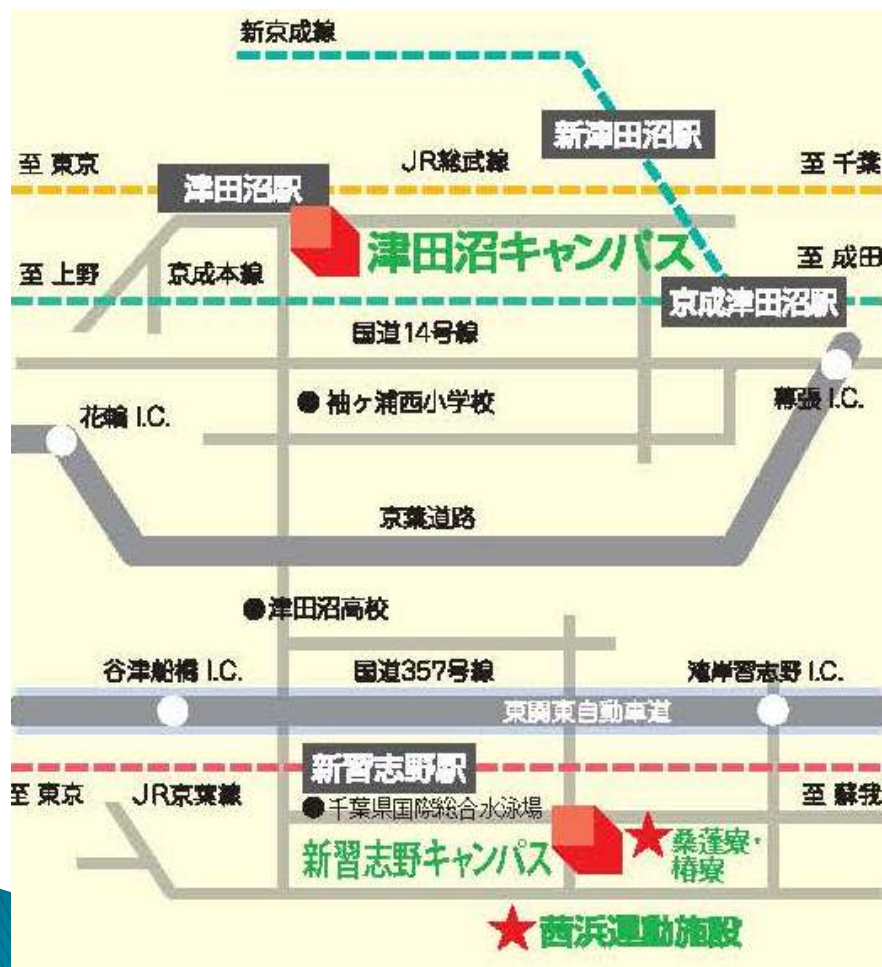 新京成線
新津田沼駅
至 東京
JR総武線
至 千葉
津田沼駅
津田沼キャンパス
至 成田
至 上野
京成本線
京成津田沼駅
国道14号線
袖ヶ浦西小学校
幕張 I.C.
花輪 I.C.
京葉道路
津田沼高校
谷津船橋 I.C.
国道357号線
湾岸習志野 I.C.
東関東自動車道
新習志野駅
至 東京
JR京葉線
至 蘇我
千葉県国際総合水泳場
新習志野キャンパス
桑蓬寮・
椿寮
茜浜運動施設